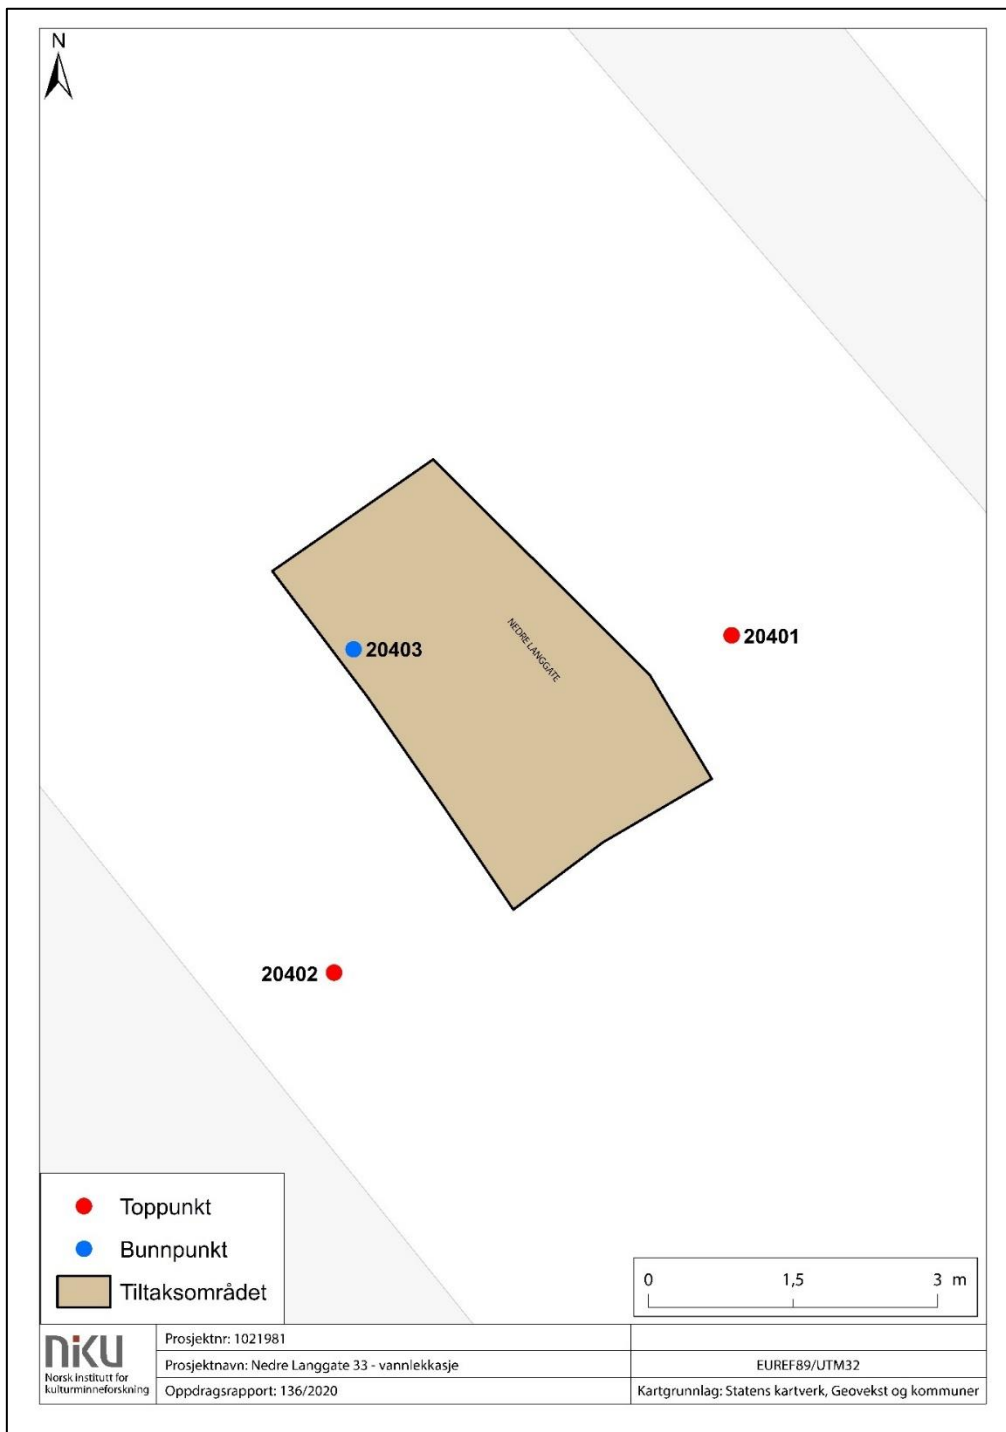 N
20401
NEDRE LANGGATE
20403
20402
Toppunkt
Bunnpunkt
Tiltaksområdet
0 1,5 3 m
niku
Norsk institutt for
kulturminneforskning
Prosjektnr: 1021981
Prosjektnavn: Nedre Langgate 33 - vannlekkasje
EUREF89/UTM32
Oppdragsrapport: 136/2020
Kartgrunnlag: Statens kartverk, Geovekst og kommuner